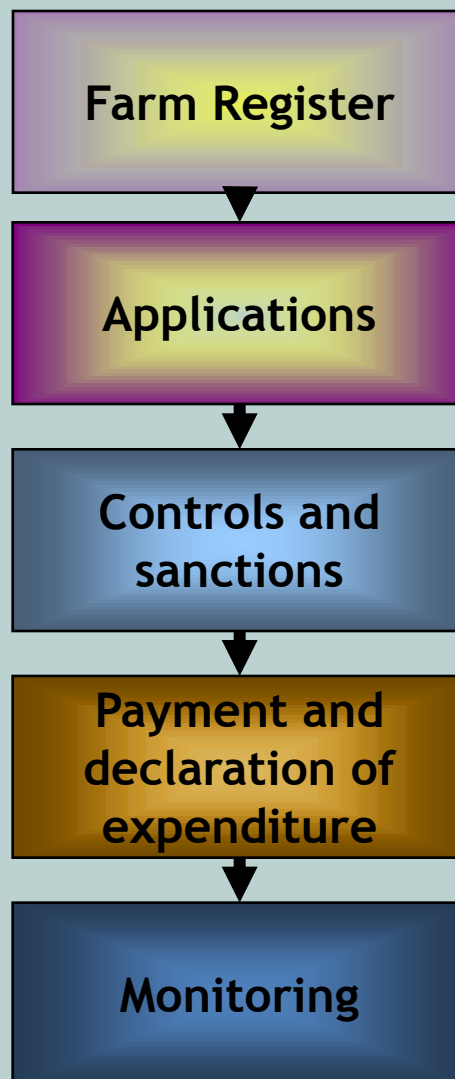 Farm Register
Applications
Controls and
sanctions
Payment and
declaration of
expenditure
Monitoring